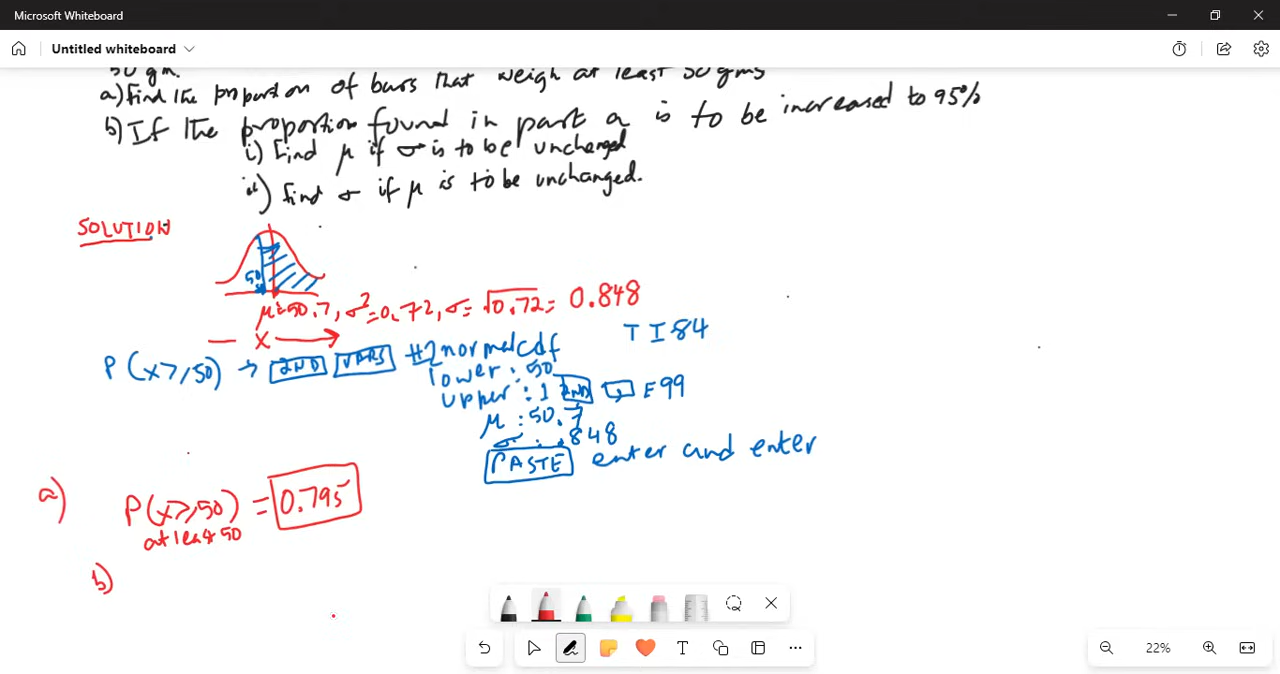 Microsoft Whiteboard
Untitled whiteboard
50 gm.
a) Find the proportion of bars that weigh at least 50 gms
b) If the proportion found in part a is to be increased to 95%
i) Find μ if σ is to be unchanged
ii) Find σ if μ is to be unchanged.
SOLUTION
50
μ=50.7, σ²=0.72, σ=√0.72= 0.848
X →
TI 84
P(x≥50) → 2ND VARS #2 normalcdf
lower: 50
upper: 1 2ND , E99
μ : 50.7
σ : .848
PASTE enter and enter
a) P(x≥50) = 0.795
at least 50
b)
22%